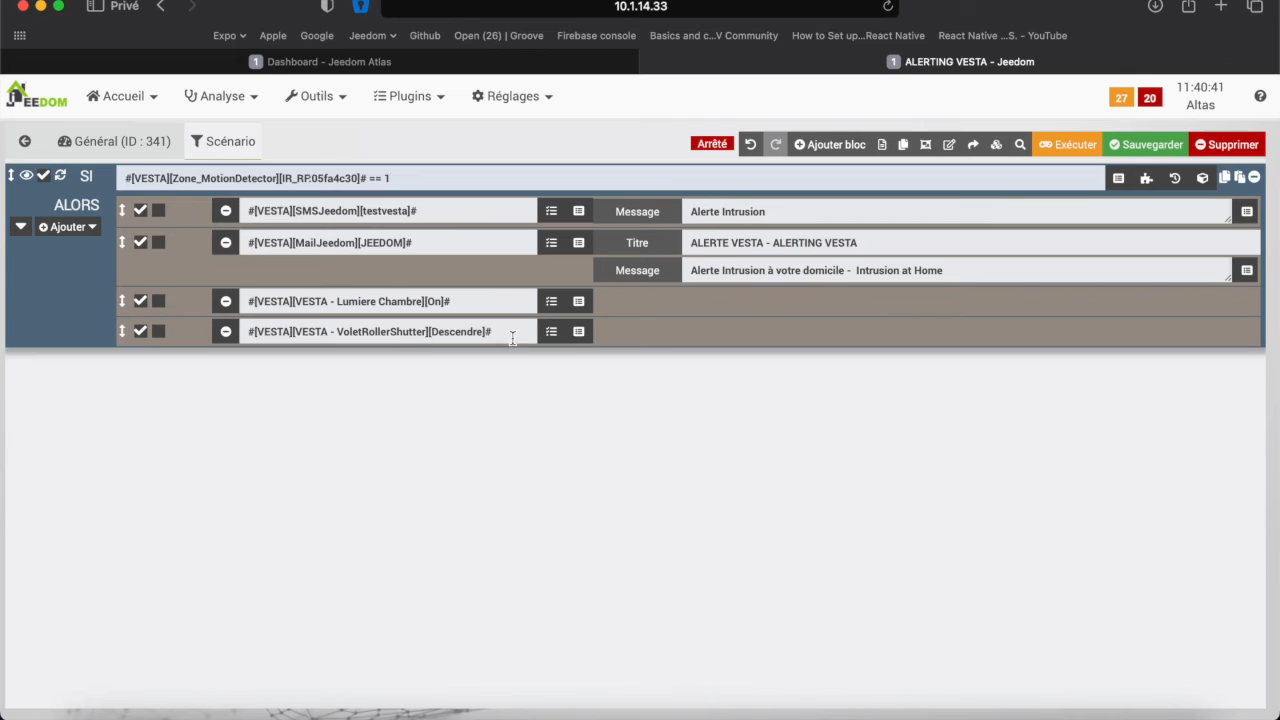 Privé
10.1.14.33
Expo
Apple
Google
Jeedom
Github
Open (26) | Groove
Firebase console
Basics and c...V Community
How to Set up...React Native
React Native ...S. - YouTube
1 Dashboard - Jeedom Atlas
1 ALERTING VESTA - Jeedom
JEEDOM
Accueil
Analyse
Outils
Plugins
Réglages
27
20
11:40:41
Altas
Général (ID : 341)
Scénario
Arrêté
Ajouter bloc
Exécuter
Sauvegarder
Supprimer
SI
#[VESTA][Zone_MotionDetector][IR_RF:05fa4c30]# == 1
ALORS
Ajouter
#[VESTA][SMSJeedom][testvesta]#
Message
Alerte Intrusion
#[VESTA][MailJeedom][JEEDOM]#
Titre
ALERTE VESTA - ALERTING VESTA
Message
Alerte Intrusion à votre domicile - Intrusion at Home
#[VESTA][VESTA - Lumiere Chambre][On]#
#[VESTA][VESTA - VoletRollerShutter][Descendre]#